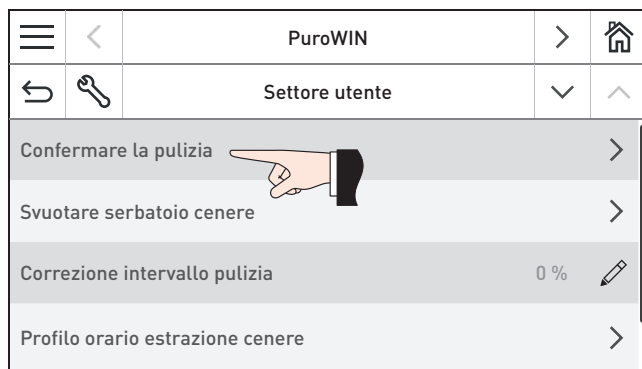 PuroWIN
Settore utente
Confermare la pulizia
Svuotare serbatoio cenere
Correzione intervallo pulizia 0 %
Profilo orario estrazione cenere